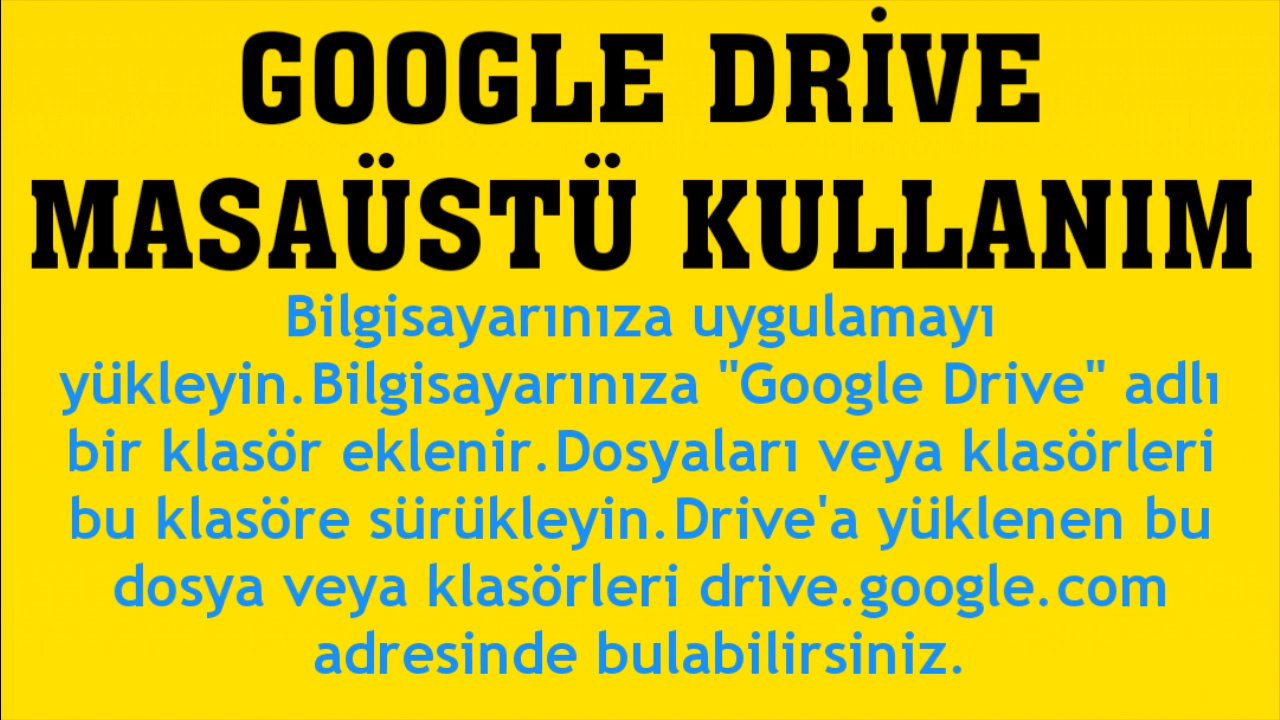 GOOGLE DRİVE
MASAÜSTÜ KULLANIM
Bilgisayarınıza uygulamayı
yükleyin.Bilgisayarınıza "Google Drive" adlı
bir klasör eklenir.Dosyaları veya klasörleri
bu klasöre sürükleyin.Drive'a yüklenen bu
dosya veya klasörleri drive.google.com
adresinde bulabilirsiniz.